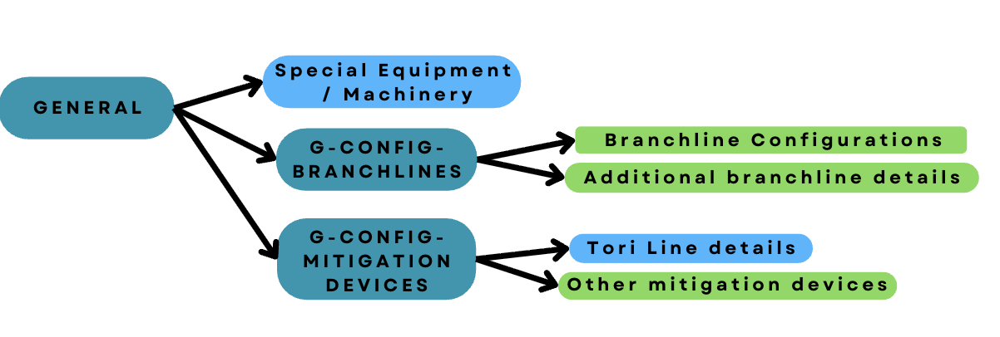 GENERAL
Special Equipment
/ Machinery
G-CONFIG-
BRANCHLINES
Branchline Configurations
Additional branchline details
G-CONFIG-
MITIGATION
DEVICES
Tori Line details
Other mitigation devices